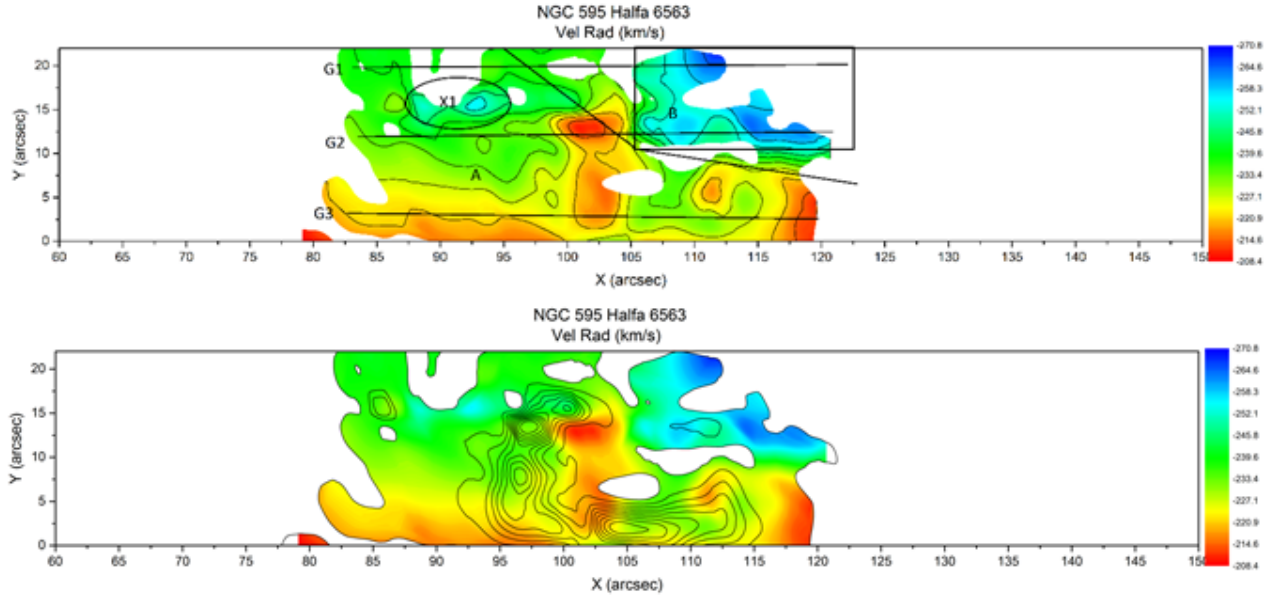 NGC 595 Halfa 6563
Vel Rad (km/s)
Y (arcsec)
20
15
10
5
0
G1
X1
B
G2
A
G3
60 65 70 75 80 85 90 95 100 105 110 115 120 125 130 135 140 145 15
X (arcsec)
-270.8
-264.6
-258.3
-252.1
-245.8
-239.6
-233.4
-227.1
-220.9
-214.6
-208.4
NGC 595 Halfa 6563
Vel Rad (km/s)
Y (arcsec)
20
15
10
5
0
60 65 70 75 80 85 90 95 100 105 110 115 120 125 130 135 140 145 15
X (arcsec)
-270.8
-264.6
-258.3
-252.1
-245.8
-239.6
-233.4
-227.1
-220.9
-214.6
-208.4